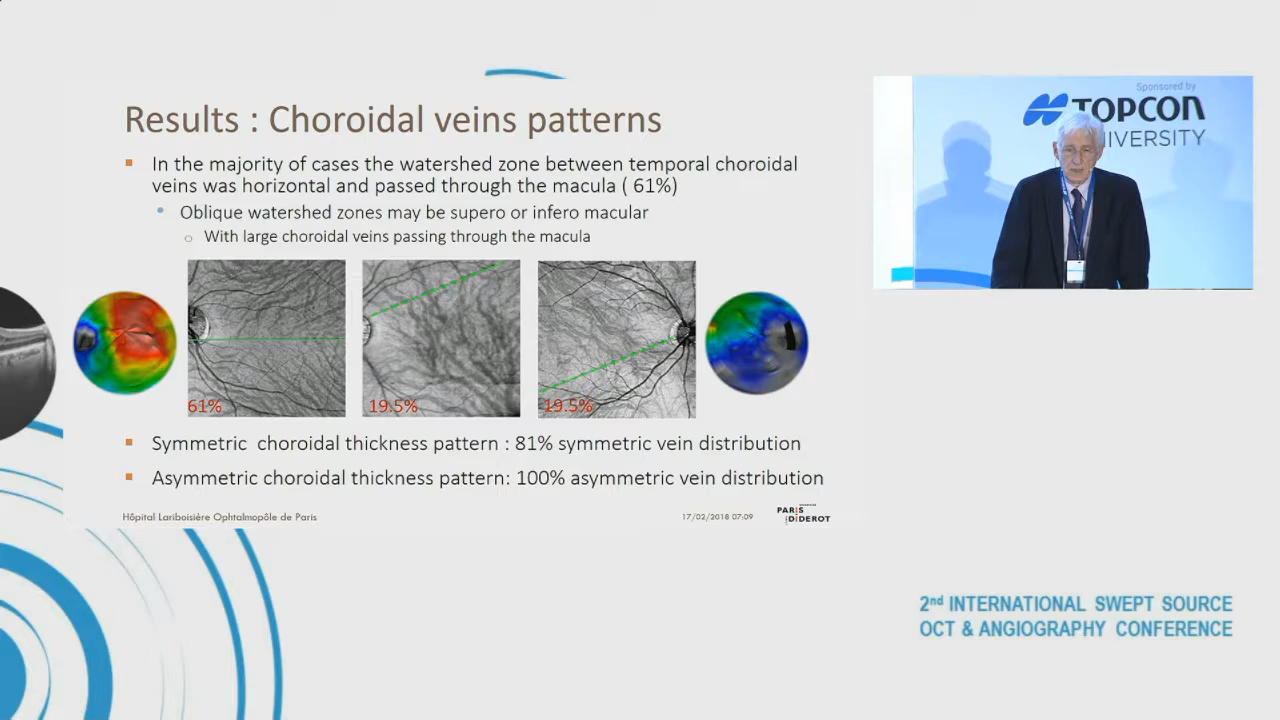 Results : Choroidal veins patterns
In the majority of cases the watershed zone between temporal choroidal
veins was horizontal and passed through the macula ( 61%)
Oblique watershed zones may be supero or infero macular
With large choroidal veins passing through the macula
61%
19.5%
19.5%
Symmetric choroidal thickness pattern : 81% symmetric vein distribution
Asymmetric choroidal thickness pattern: 100% asymmetric vein distribution
Hôpital Lariboisière Ophtalmopôle de Paris
17/02/2018 07:09
PARIS
DIDEROT
Sponsored by
TOPCON
IVERSITY
2nd INTERNATIONAL SWEPT SOURCE
OCT & ANGIOGRAPHY CONFERENCE